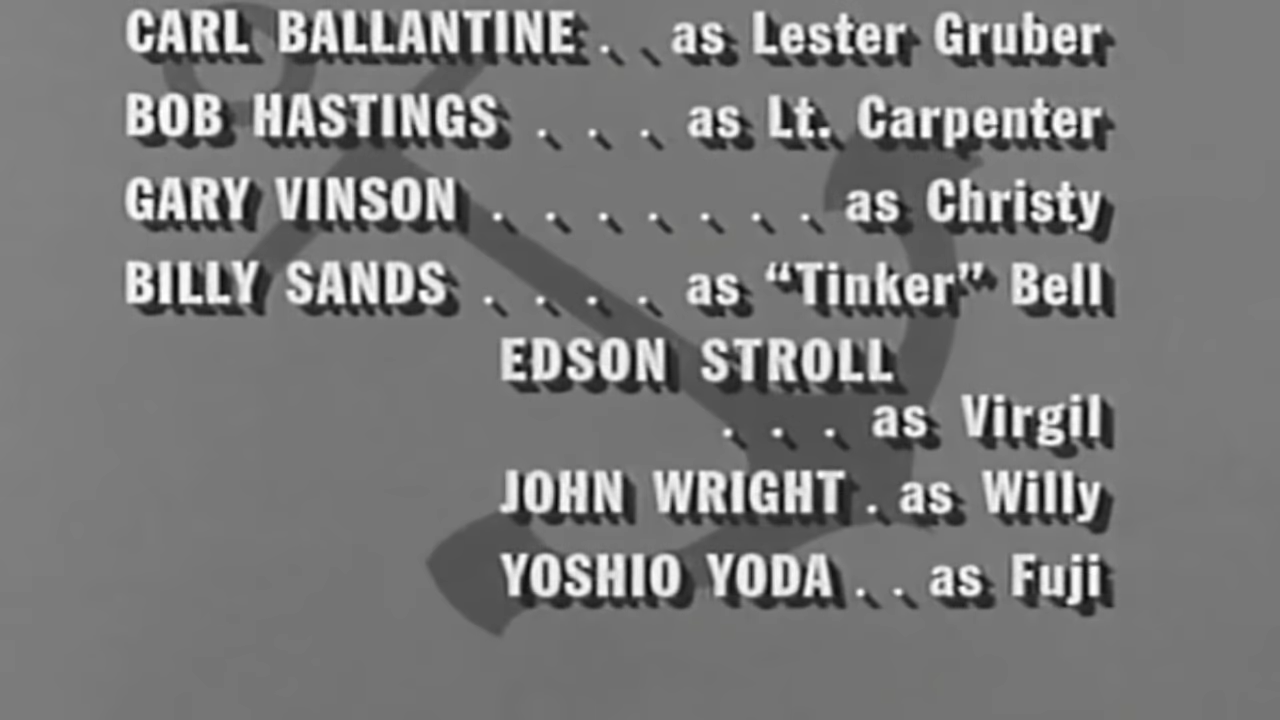 CARL BALLANTINE . . as Lester Gruber
BOB HASTINGS . . . as Lt. Carpenter
GARY VINSON . . . . . . . as Christy
BILLY SANDS . . . . as “Tinker” Bell
EDSON STROLL
. . . as Virgil
JOHN WRIGHT . as Willy
YOSHIO YODA . . as Fuji